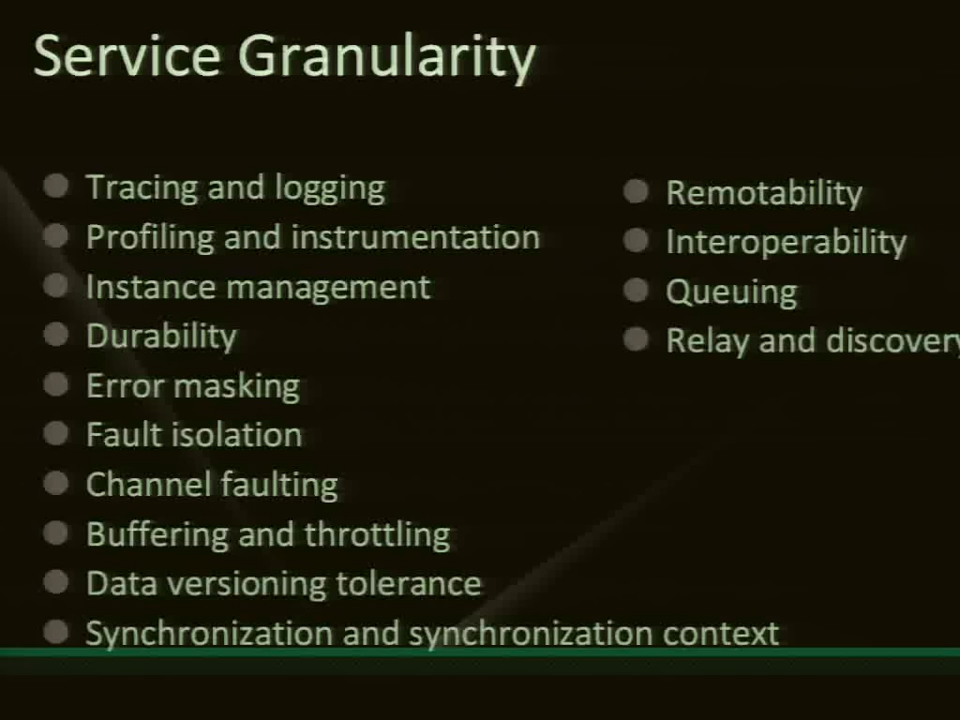 Service Granularity
Tracing and logging
Profiling and instrumentation
Instance management
Durability
Error masking
Fault isolation
Channel faulting
Buffering and throttling
Data versioning tolerance
Synchronization and synchronization context
Remotability
Interoperability
Queuing
Relay and discovery